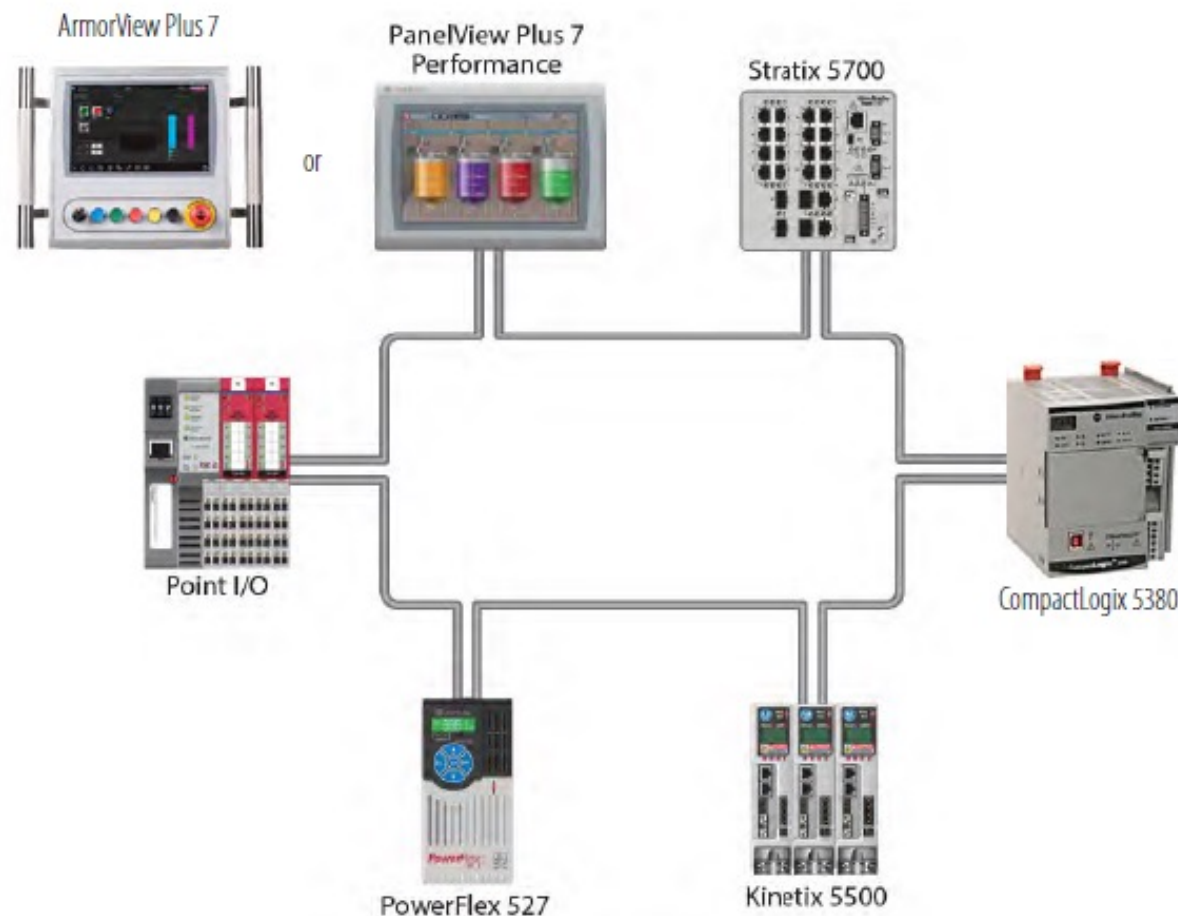 ArmorView Plus 7
PanelView Plus 7
Performance
Stratix 5700
or
Point I/O
CompactLogix 5380
PowerFlex 527
Kinetix 5500